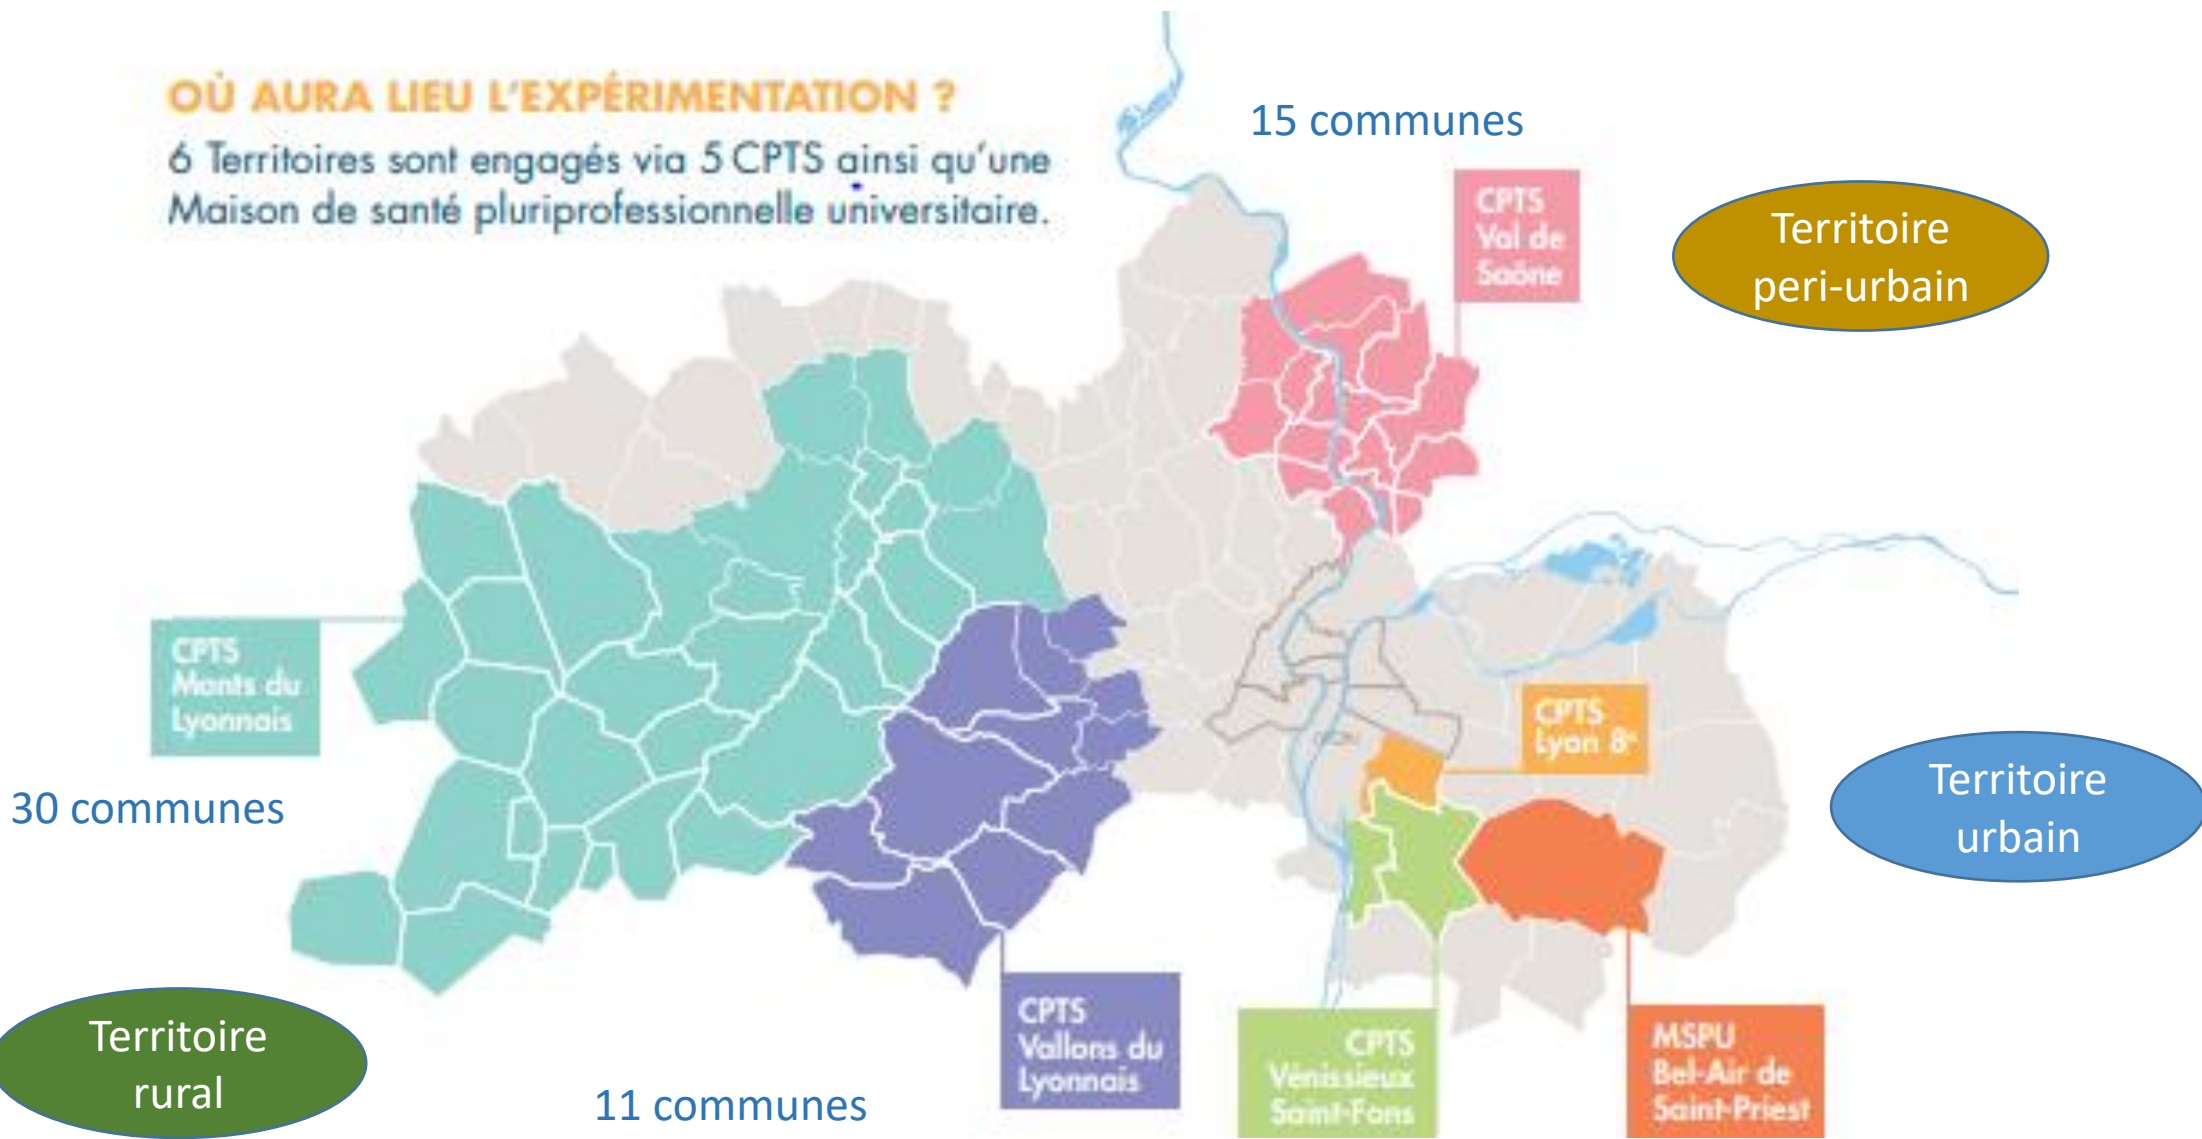 OÙ AURA LIEU L'EXPÉRIMENTATION ?
6 Territoires sont engagés via 5 CPTS ainsi qu'une
Maison de santé pluriprofessionnelle universitaire.
15 communes
CPTS
Val de
Saône
Territoire
peri-urbain
CPTS
Monts du
Lyonnais
30 communes
CPTS
Lyon 8e
Territoire
urbain
Territoire
rural
11 communes
CPTS
Vallons du
Lyonnais
CPTS
Vénissieux
Saint-Fons
MSPU
Bel-Air de
Saint-Priest